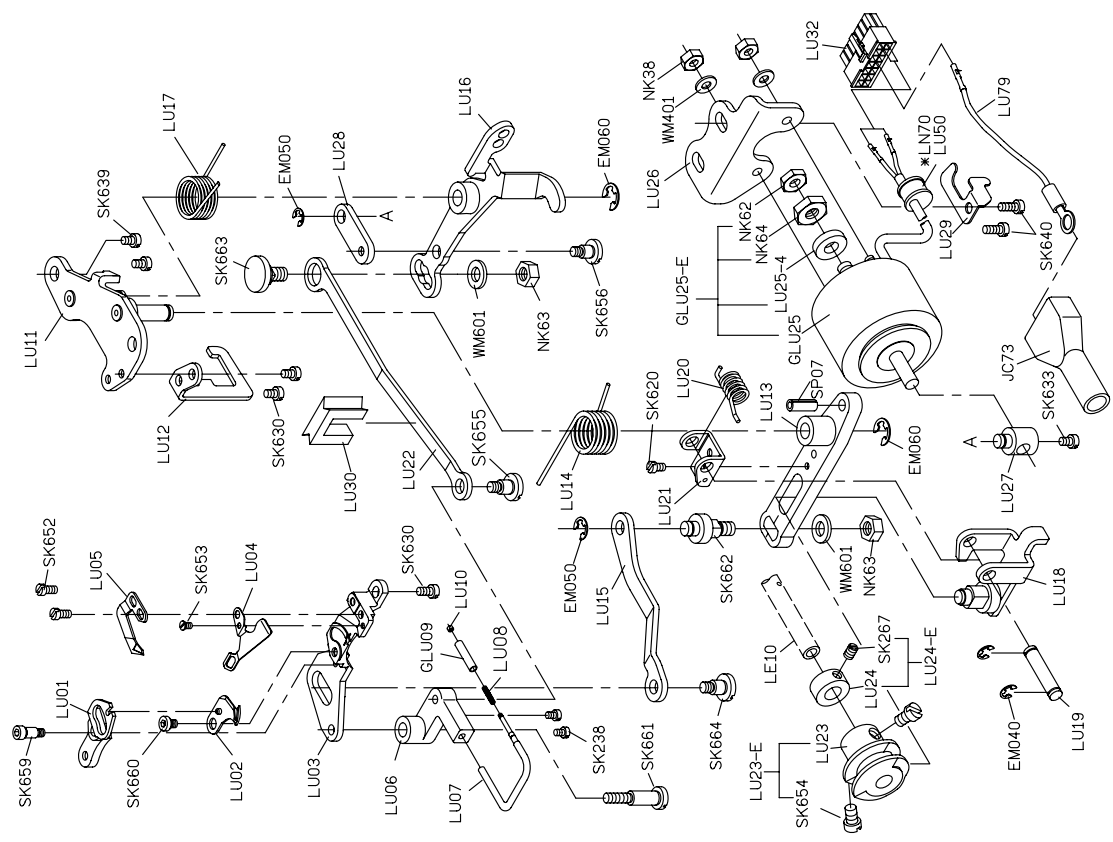 LU17
SK639
LU11
LU12
SK630
SK663
EM050
LU28
A
LU16
EM060
WM601
NK63
SK656
LU30
LU22
SK655
NK38
WM401
LU26
LU32
LU79
*LN70
LU50
LU29
SK640
NK62
NK64
LU25-4
GLU25-E
GLU25
JC73
SK633
A
LU27
SK620
LU20
SP07
LU13
EM060
LU14
LU21
SK652
LU05
SK653
LU04
SK630
LU10
GLU09
LU08
LU01
SK659
SK660
LU02
LU03
LU06
LU07
SK238
SK661
SK664
EM050
LU15
SK662
WM601
NK63
LU18
LE10
SK267
LU24
LU24-E
LU23
LU23-E
SK654
EM040
LU19